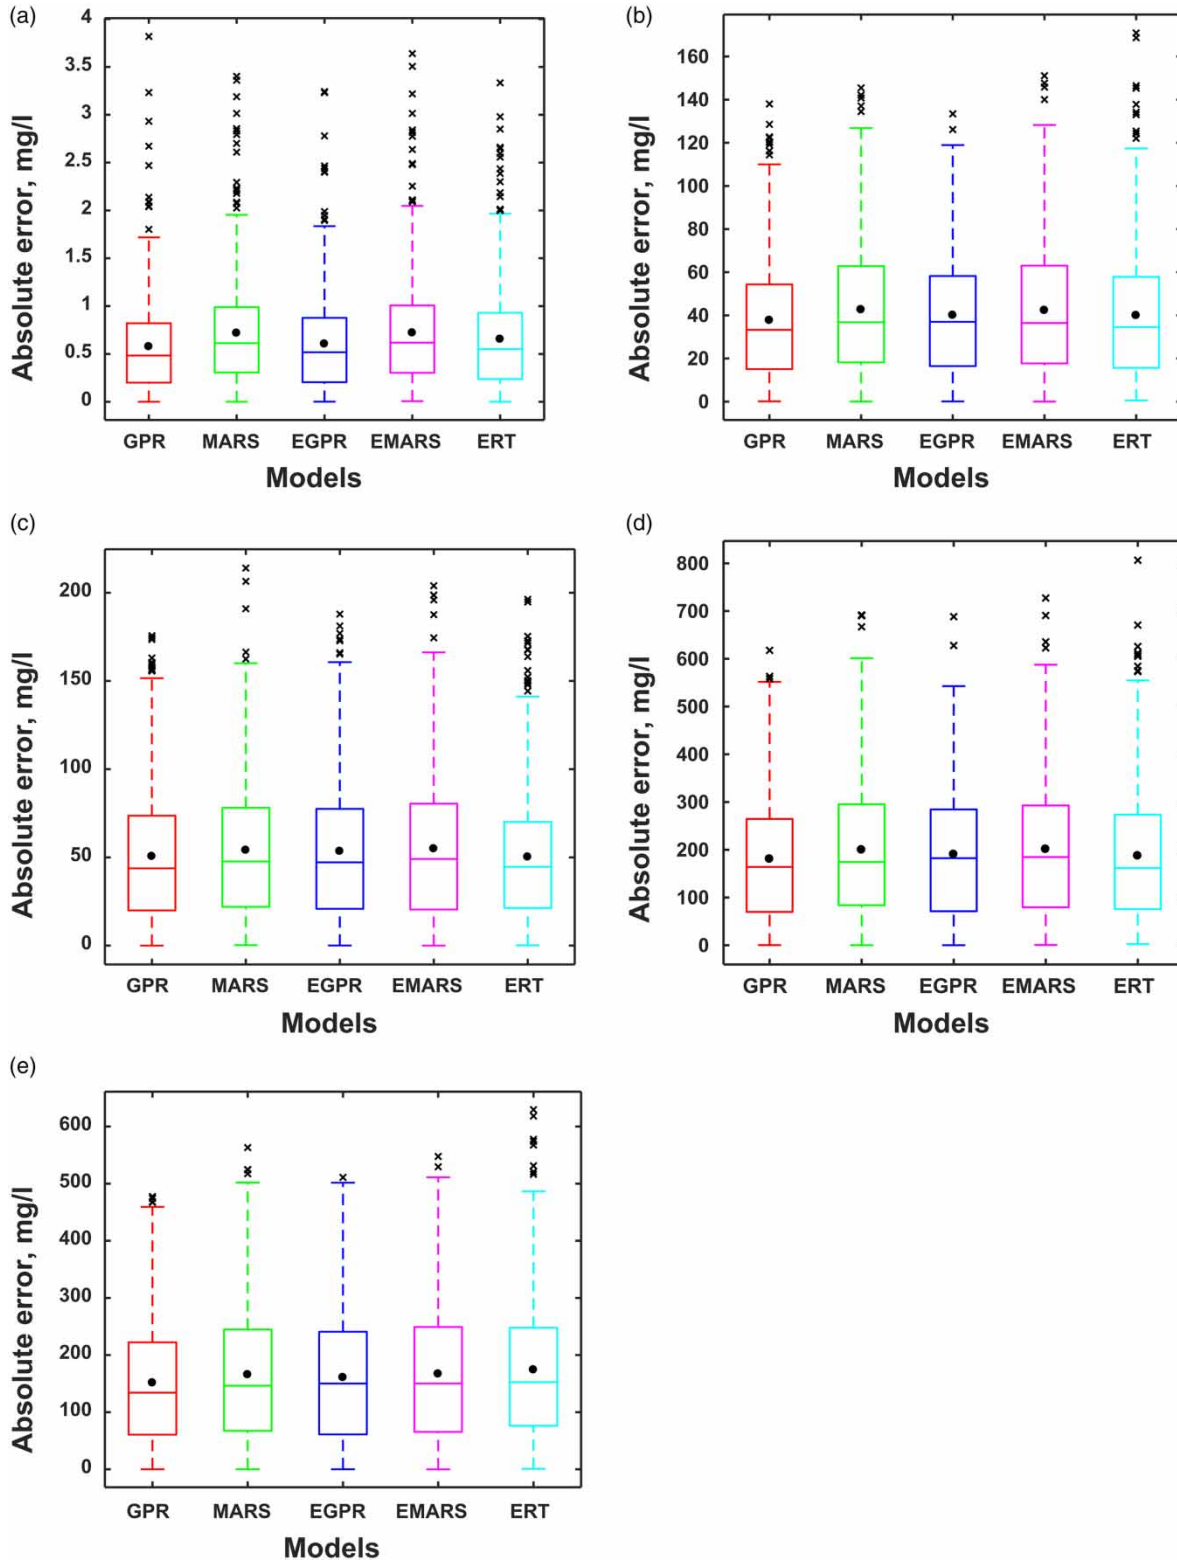 (a)
4
3.5
3
2.5
2
1.5
1
0.5
0
Absolute error, mg/l
GPR MARS EGPR EMARS ERT
Models
(b)
160
140
120
100
80
60
40
20
0
Absolute error, mg/l
GPR MARS EGPR EMARS ERT
Models
(c)
200
150
100
50
0
Absolute error, mg/l
GPR MARS EGPR EMARS ERT
Models
(d)
800
700
600
500
400
300
200
100
0
Absolute error, mg/l
GPR MARS EGPR EMARS ERT
Models
(e)
600
500
400
300
200
100
0
Absolute error, mg/l
GPR MARS EGPR EMARS ERT
Models